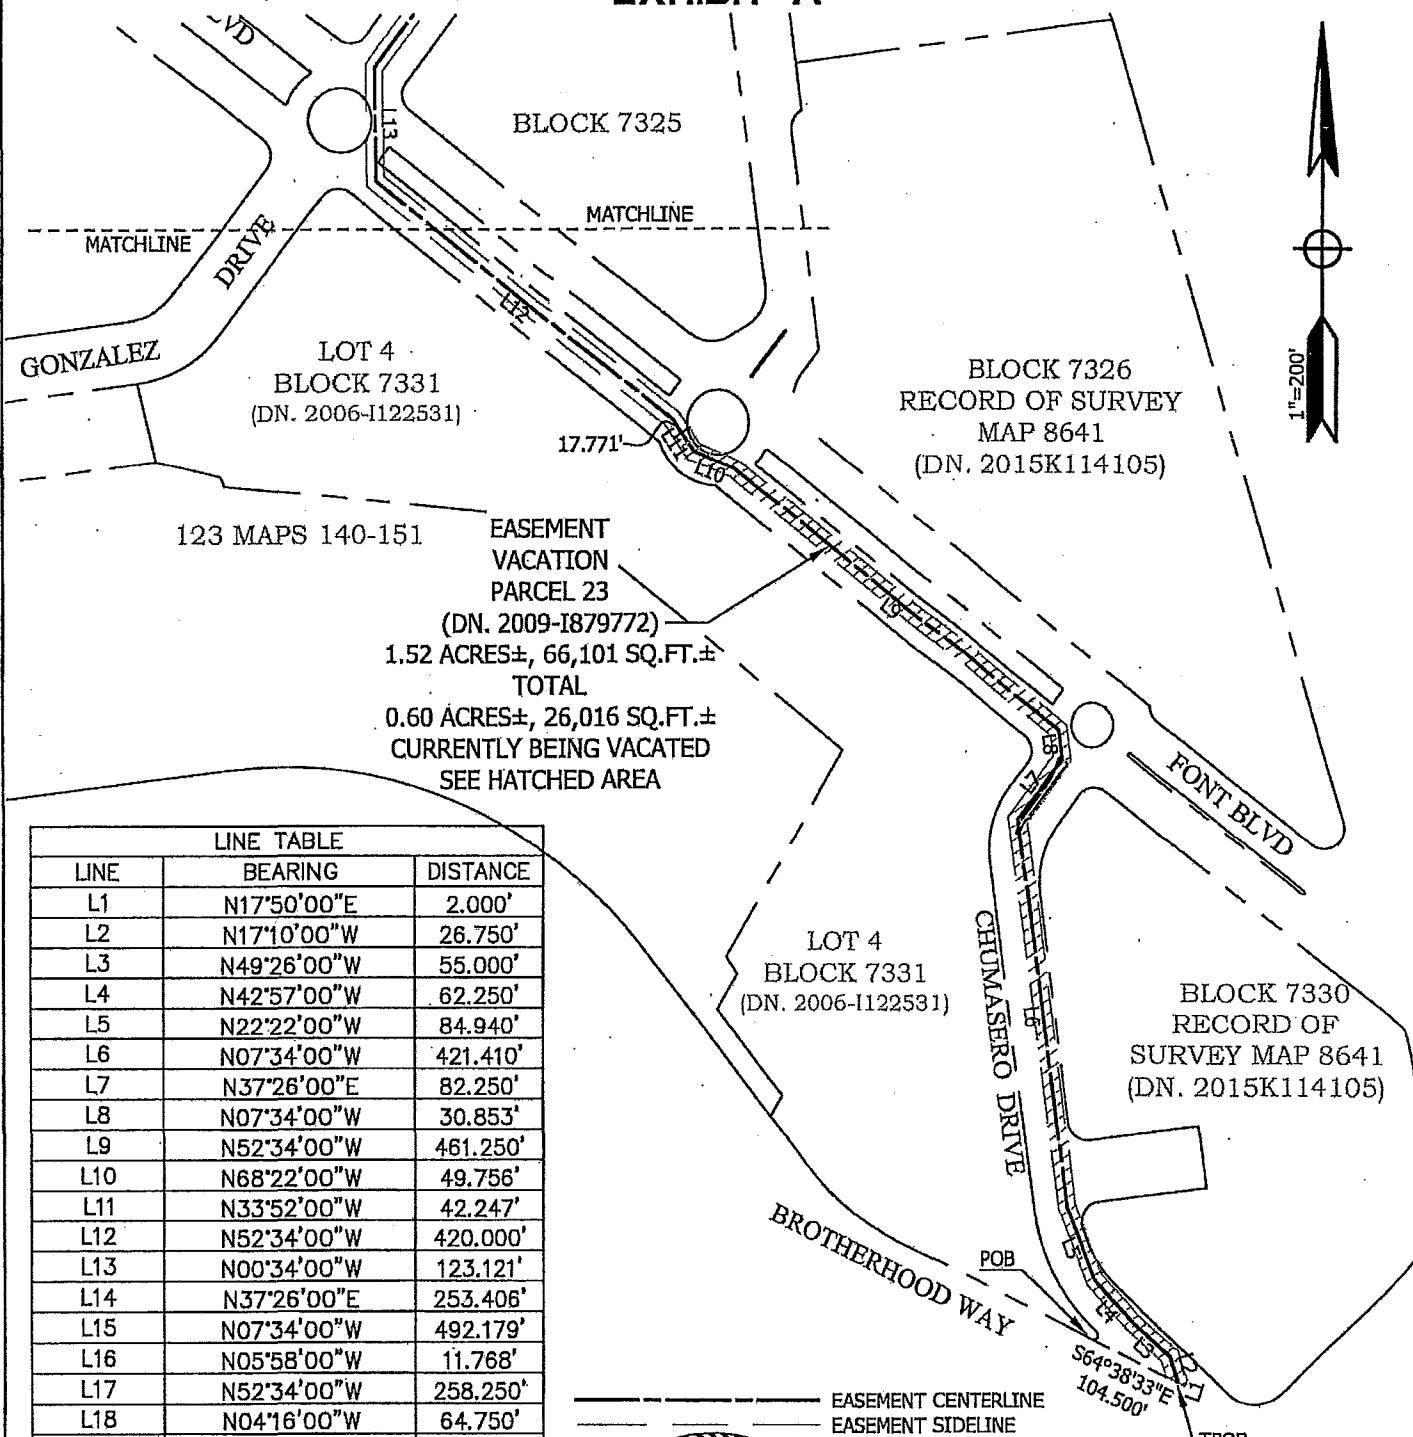 BLVD
L13
BLOCK 7325
MATCHLINE
MATCHLINE
DRIVE
GONZALEZ
L12
LOT 4
BLOCK 7331
(DN. 2006-I122531)
BLOCK 7326
RECORD OF SURVEY
MAP 8641
(DN. 2015K114105)
1"=200'
17.771'
L11
L10
123 MAPS 140-151
EASEMENT
VACATION
PARCEL 23
(DN. 2009-I879772)
1.52 ACRES±, 66,101 SQ.FT.±
TOTAL
0.60 ACRES±, 26,016 SQ.FT.±
CURRENTLY BEING VACATED
SEE HATCHED AREA
L9
L8
L7
FONT BLVD
LINE TABLE
LINE BEARING DISTANCE
L1 N17°50'00"E 2.000'
L2 N17°10'00"W 26.750'
L3 N49°26'00"W 55.000'
L4 N42°57'00"W 62.250'
L5 N22°22'00"W 84.940'
L6 N07°34'00"W 421.410'
L7 N37°26'00"E 82.250'
L8 N07°34'00"W 30.853'
L9 N52°34'00"W 461.250'
L10 N68°22'00"W 49.756'
L11 N33°52'00"W 42.247'
L12 N52°34'00"W 420.000'
L13 N00°34'00"W 123.121'
L14 N37°26'00"E 253.406'
L15 N07°34'00"W 492.179'
L16 N05°58'00"W 11.768'
L17 N52°34'00"W 258.250'
L18 N04°16'00"W 64.750'
LOT 4
BLOCK 7331
(DN. 2006-I122531)
CHUMASERO DRIVE
L6
BLOCK 7330
RECORD OF
SURVEY MAP 8641
(DN. 2015K114105)
BROTHERHOOD WAY
POB
L5
L4
L3
L2
L1
S64°38'33"E
104.500'
EASEMENT CENTERLINE
EASEMENT SIDELINE